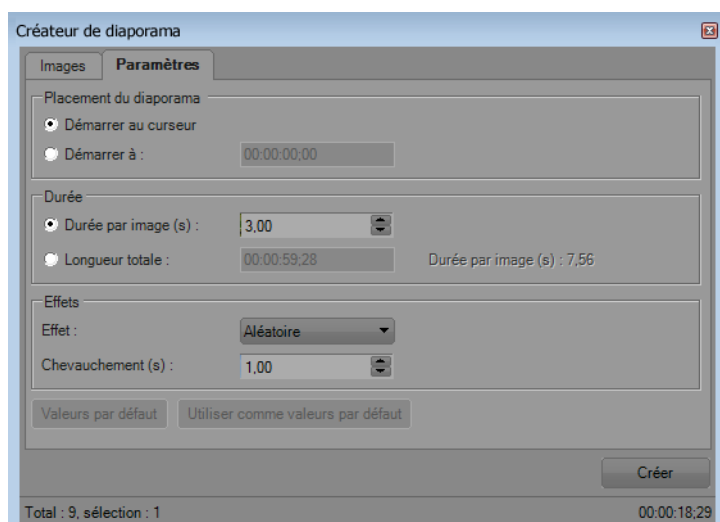 Créateur de diaporama
Images Paramètres
Placement du diaporama
Démarrer au curseur
Démarrer à : 00:00:00;00
Durée
Durée par image (s) : 3,00
Longueur totale : 00:00:59;28 Durée par image (s) : 7,56
Effets
Effet : Aléatoire
Chevauchement (s) : 1,00
Valeurs par défaut Utiliser comme valeurs par défaut
Créer
Total : 9, sélection : 1 00:00:18;29